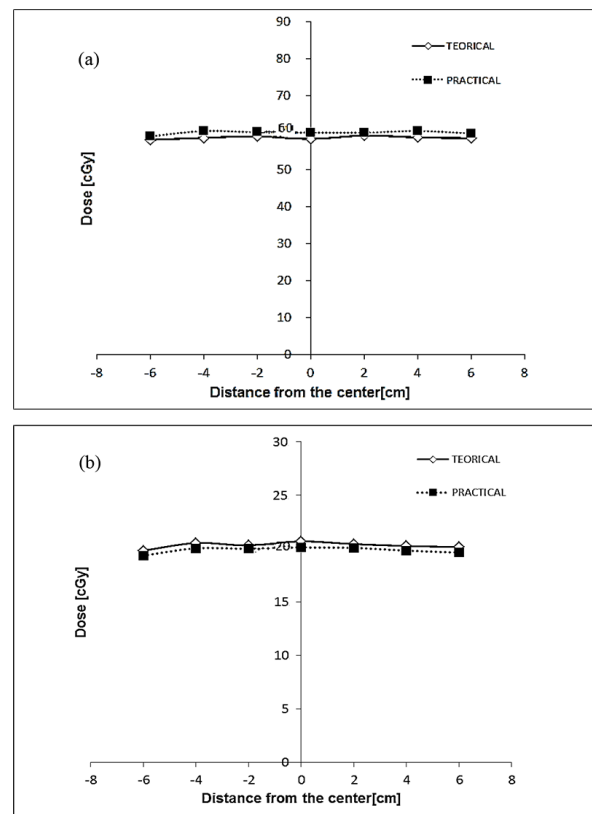 (a)
TEORICAL
PRACTICAL
Dose [cGy]
90
80
70
60
50
40
30
20
10
0
-8 -6 -4 -2 0 2 4 6 8
Distance from the center[cm]
(b)
TEORICAL
PRACTICAL
Dose [cGy]
30
25
20
15
10
5
0
-8 -6 -4 -2 0 2 4 6 8
Distance from the center[cm]